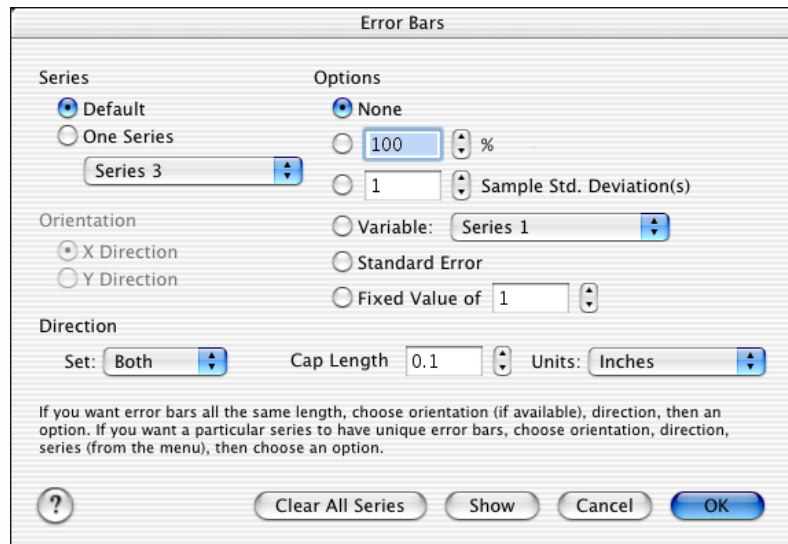 Error Bars
Series
Options
Default
None
One Series
100 %
Series 3
1 Sample Std. Deviation(s)
Orientation
Variable: Series 1
X Direction
Standard Error
Y Direction
Fixed Value of 1
Direction
Set: Both Cap Length 0.1 Units: Inches
If you want error bars all the same length, choose orientation (if available), direction, then an
option. If you want a particular series to have unique error bars, choose orientation, direction,
series (from the menu), then choose an option.
? Clear All Series Show Cancel OK